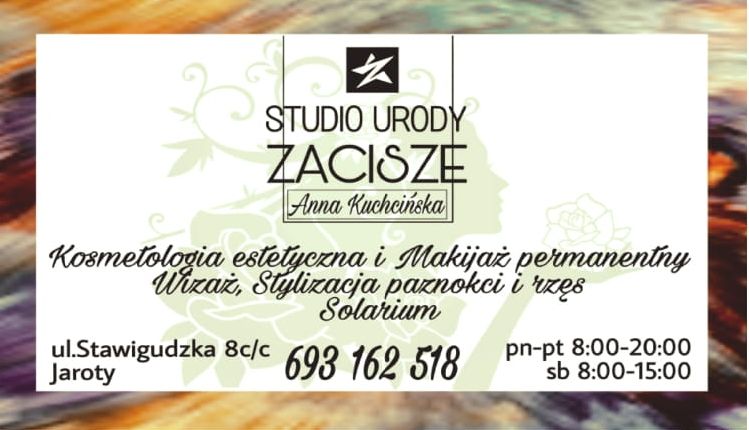 STUDIO URODY
ZACISZE
Anna Kuchcińska
Kosmetologia estetyczna i Makijaż permanentny
Wizaż, Stylizacja paznokci i rzęs
Solarium
ul.Stawigudzka 8c/c
Jaroty
693 162 518
pn-pt 8:00-20:00
sb 8:00-15:00